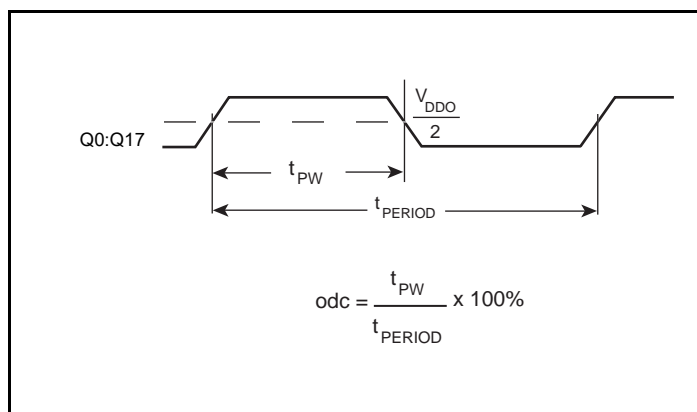 V_DDO
2
Q0:Q17
t_PW
t_PERIOD
t_PW
odc = x 100%
t_PERIOD